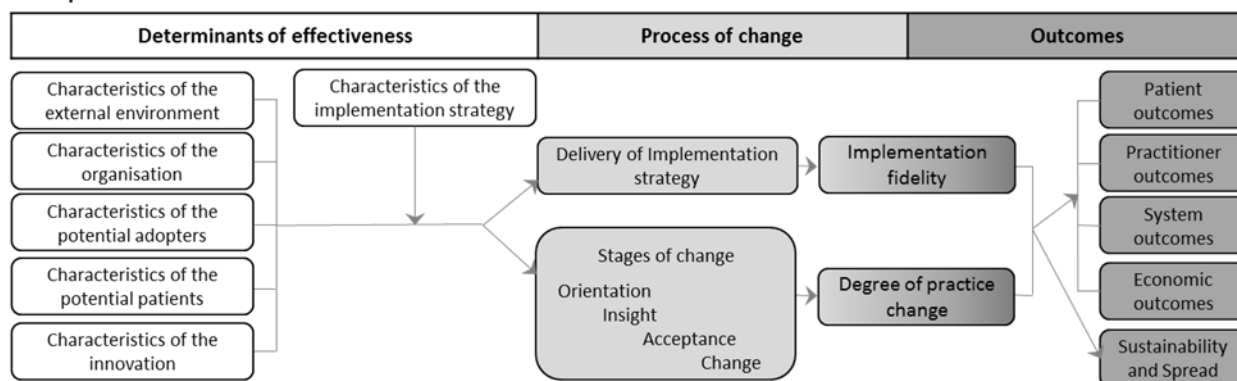 Determinants of effectiveness
Process of change
Outcomes
Characteristics of the
external environment
Characteristics of the
organisation
Characteristics of the
potential adopters
Characteristics of the
potential patients
Characteristics of the
innovation
Characteristics of the
implementation strategy
Delivery of Implementation
strategy
Stages of change
Orientation
Insight
Acceptance
Change
Implementation
fidelity
Degree of practice
change
Patient
outcomes
Practitioner
outcomes
System
outcomes
Economic
outcomes
Sustainability
and Spread